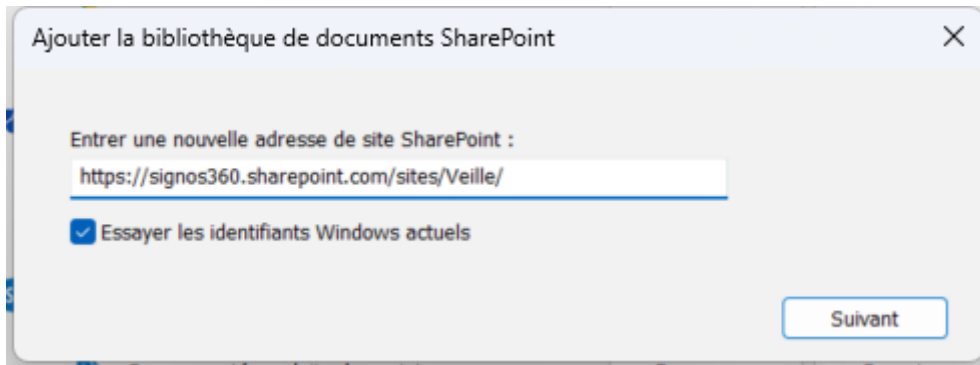 Ajouter la bibliothèque de documents SharePoint
Entrer une nouvelle adresse de site SharePoint :
https://signos360.sharepoint.com/sites/Veille/
Essayer les identifiants Windows actuels
Suivant